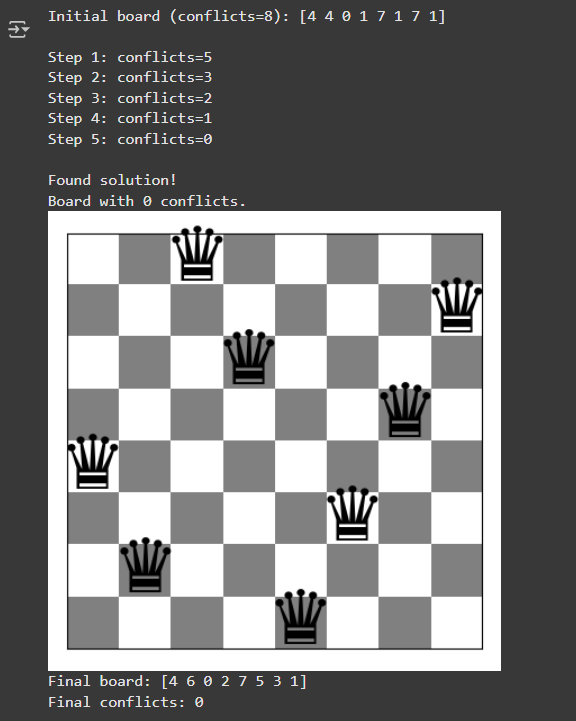 Initial board (conflicts=8): [4 4 0 1 7 1 7 1]
Step 1: conflicts=5
Step 2: conflicts=3
Step 3: conflicts=2
Step 4: conflicts=1
Step 5: conflicts=0
Found solution!
Board with 0 conflicts.
Final board: [4 6 0 2 7 5 3 1]
Final conflicts: 0